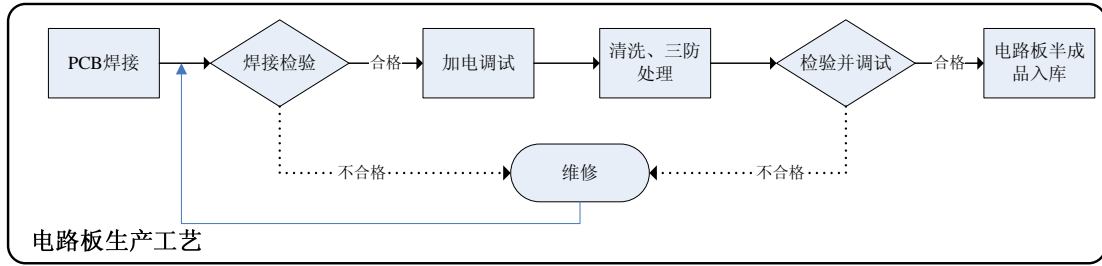 PCB焊接
焊接检验
合格
加电调试
清洗、三防
处理
检验并调试
合格
电路板半成
品入库
不合格
维修
不合格
电路板生产工艺